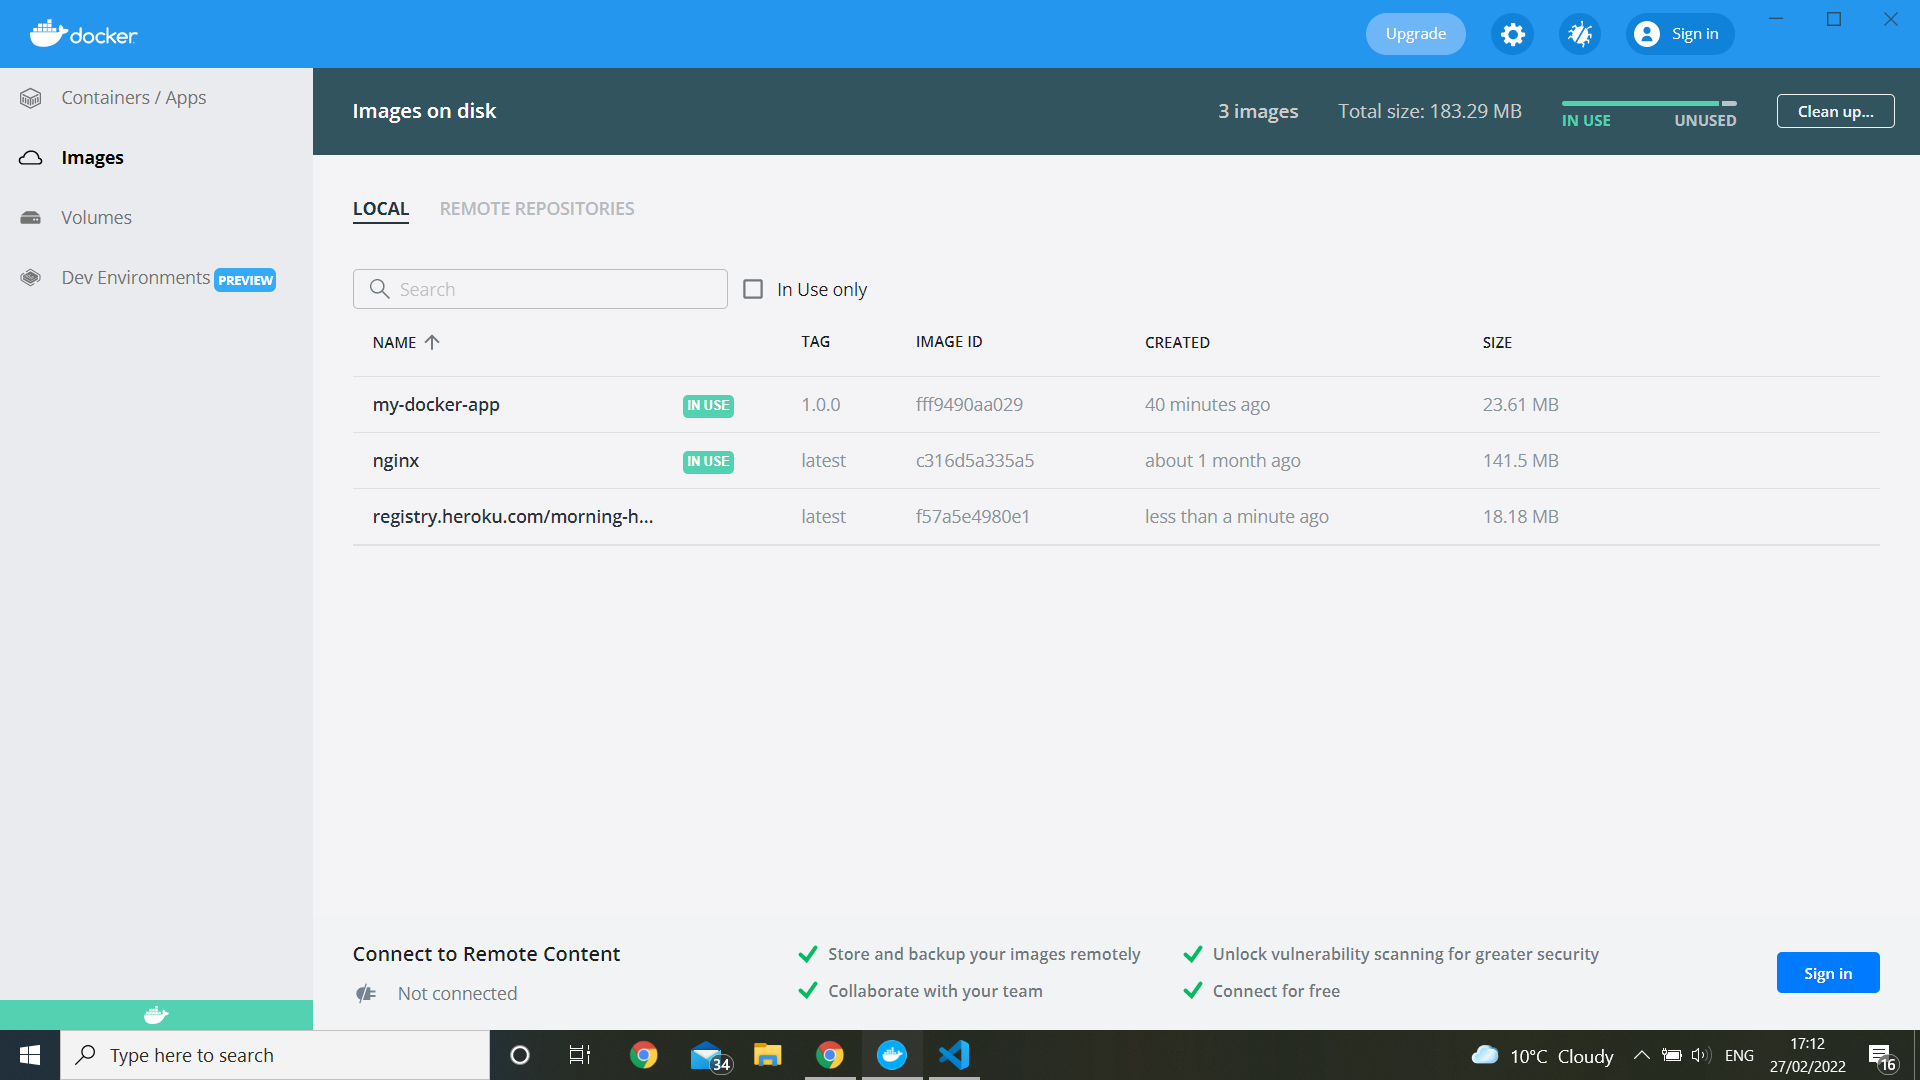 docker
Upgrade
Sign in
Containers / Apps
Images
Volumes
Dev Environments PREVIEW
Images on disk
3 images
Total size: 183.29 MB
IN USE UNUSED
Clean up...
LOCAL REMOTE REPOSITORIES
Search
In Use only
NAME TAG IMAGE ID CREATED SIZE
my-docker-app IN USE 1.0.0 fff9490aa029 40 minutes ago 23.61 MB
nginx IN USE latest c316d5a335a5 about 1 month ago 141.5 MB
registry.heroku.com/morning-h... latest f57a5e4980e1 less than a minute ago 18.18 MB
Connect to Remote Content
Not connected
Store and backup your images remotely
Collaborate with your team
Unlock vulnerability scanning for greater security
Connect for free
Sign in
Type here to search
34
10°C Cloudy
ENG
17:12
27/02/2022
16